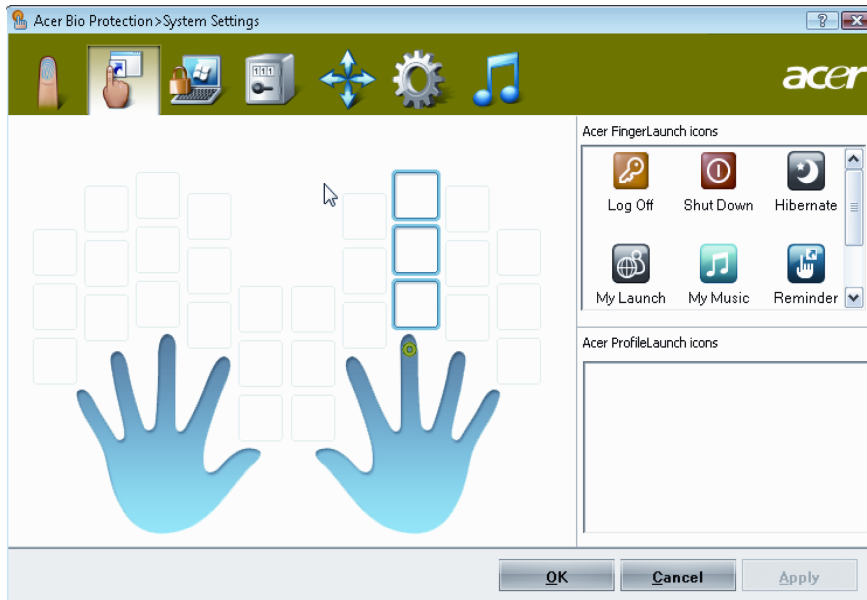 Acer Bio Protection>System Settings
acer
Acer FingerLaunch icons
Log Off
Shut Down
Hibernate
My Launch
My Music
Reminder
Acer ProfileLaunch icons
OK
Cancel
Apply